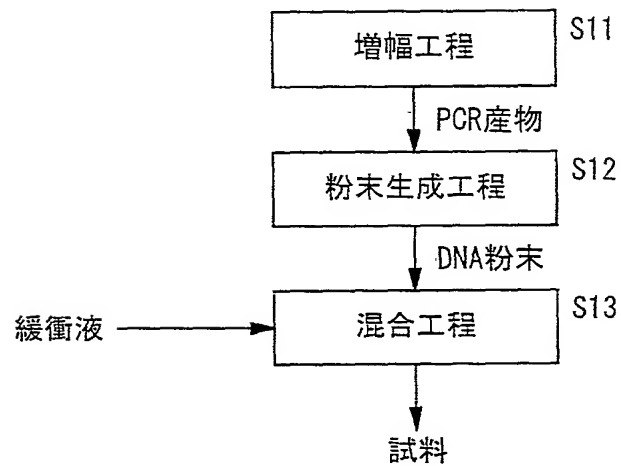 S11
増幅工程
PCR産物
S12
粉末生成工程
DNA粉末
S13
緩衝液
混合工程
試料